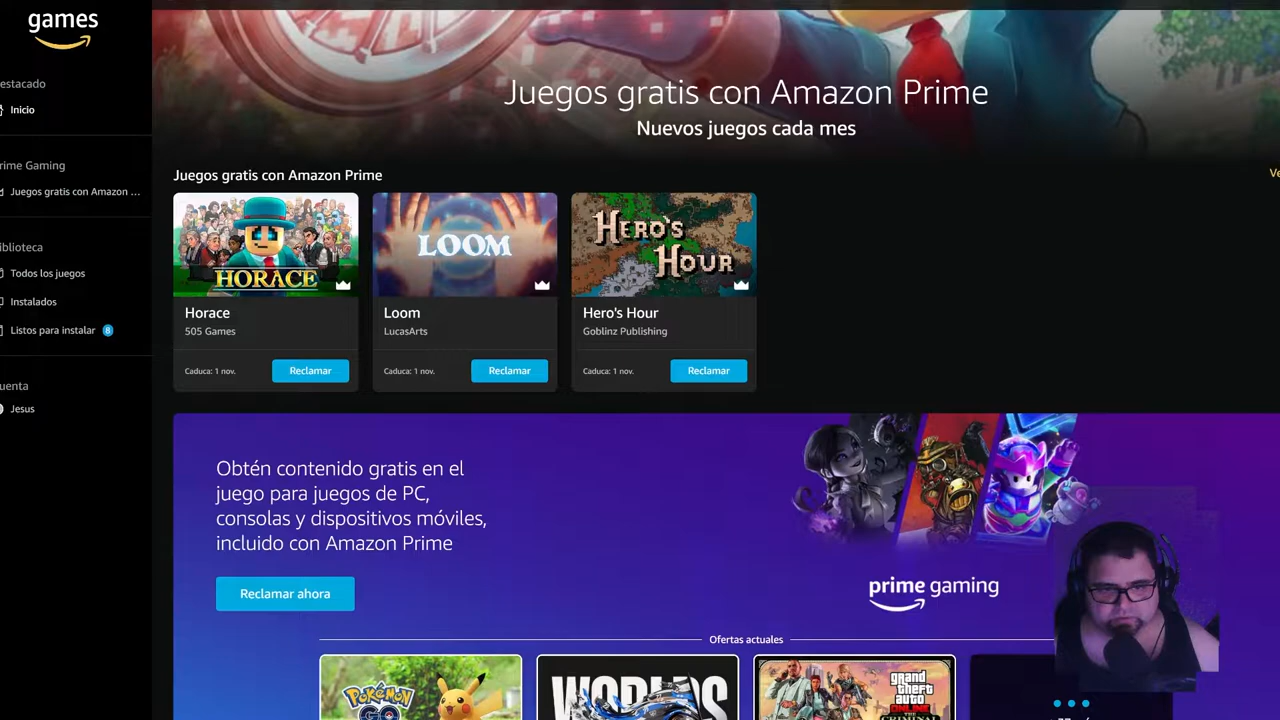 games
estacado
Inicio
rime Gaming
Juegos gratis con Amazon ...
iblioteca
Todos los juegos
Instalados
Listos para instalar 8
uenta
Jesus
Juegos gratis con Amazon Prime
Nuevos juegos cada mes
Juegos gratis con Amazon Prime
Ve
HORACE
LOOM
HERO'S HOUR
Horace
505 Games
Caduca: 1 nov.
Reclamar
Loom
LucasArts
Caduca: 1 nov.
Reclamar
Hero's Hour
Goblinz Publishing
Caduca: 1 nov.
Reclamar
Obtén contenido gratis en el
juego para juegos de PC,
consolas y dispositivos móviles,
incluido con Amazon Prime
Reclamar ahora
prime gaming
Ofertas actuales
POKÉMON
GO
WORLDS
grand
theft
auto
ONLINE
THE
CRIMINAL